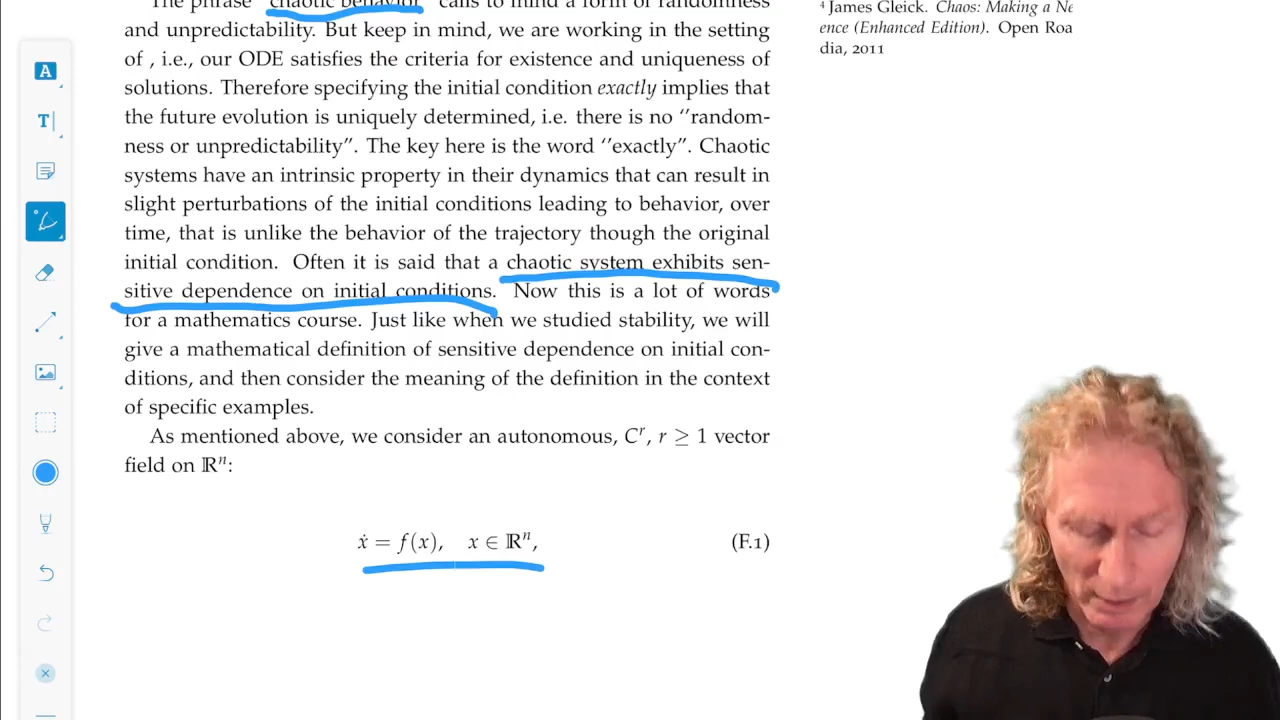 The phrase "chaotic behavior" calls to mind a form of randomness
and unpredictability. But keep in mind, we are working in the setting
of , i.e., our ODE satisfies the criteria for existence and uniqueness of
solutions. Therefore specifying the initial condition exactly implies that
the future evolution is uniquely determined, i.e. there is no ‘‘random-
ness or unpredictability”. The key here is the word ‘‘exactly”. Chaotic
systems have an intrinsic property in their dynamics that can result in
slight perturbations of the initial conditions leading to behavior, over
time, that is unlike the behavior of the trajectory though the original
initial condition. Often it is said that a chaotic system exhibits sen-
sitive dependence on initial conditions. Now this is a lot of words
for a mathematics course. Just like when we studied stability, we will
give a mathematical definition of sensitive dependence on initial con-
ditions, and then consider the meaning of the definition in the context
of specific examples.
As mentioned above, we consider an autonomous, Cʳ, r ≥ 1 vector
field on ℝⁿ:
ẋ = f(x), x ∈ ℝⁿ, (F.1)
⁴ James Gleick. Chaos: Making a Ne
ence (Enhanced Edition). Open Roa
dia, 2011
A
T